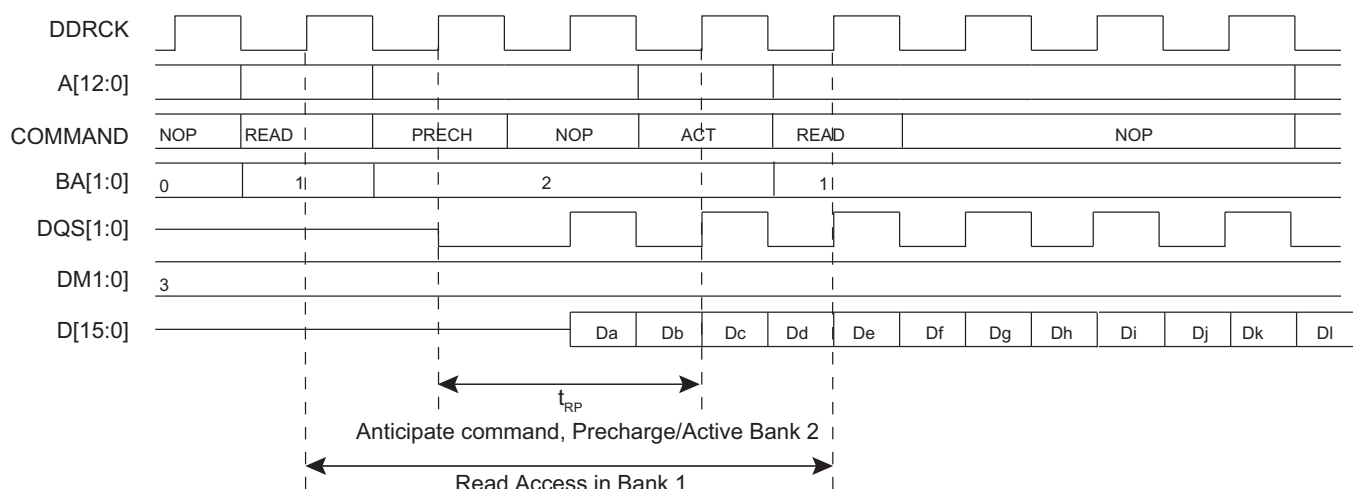 DDRCK
A[12:0]
COMMAND NOP READ PRECH NOP ACT READ NOP
BA[1:0] 0 1 2 1
DQS[1:0]
DM1:0] 3
D[15:0] Da Db Dc Dd De Df Dg Dh Di Dj Dk Dl
tRP
Anticipate command, Precharge/Active Bank 2
Read Access in Bank 1